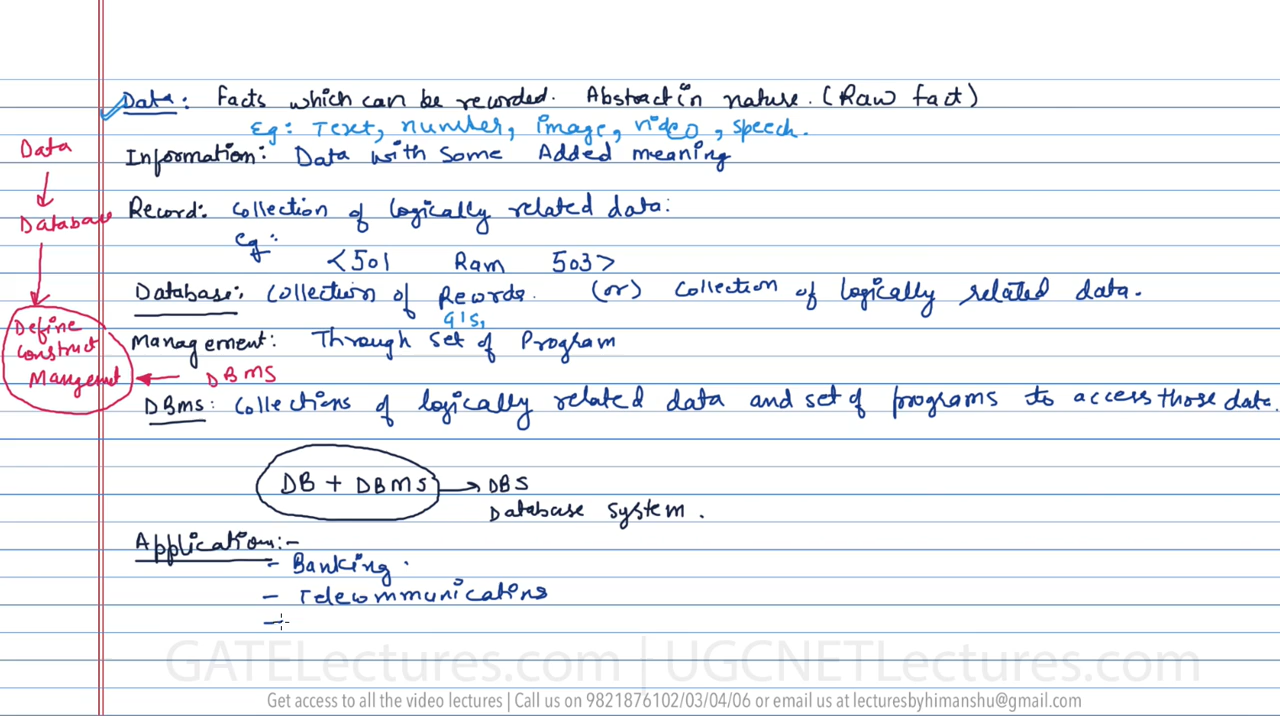 Data: Facts which can be recorded. Abstract in nature. (Raw fact)
Eg: Text, number, image, video, speech.
Information: Data with some Added meaning
Record: collection of logically related data:
eg:
<501 Ram 503>
Database: collection of Records. (or) collection of logically related data.
GIS,
Management: Through set of Program
DBMS: collections of logically related data and set of programs to access those data.
DB + DBMS → DBS
Database system.
Application:-
- Banking.
- Telecommunications
-
Data
↓
Database
↓
Define
Construct
Mangement ← DBMS
GATELectures.com | UGCNETLectures.com
Get access to all the video lectures | Call us on 9821876102/03/04/06 or email us at lecturesbyhimanshu@gmail.com